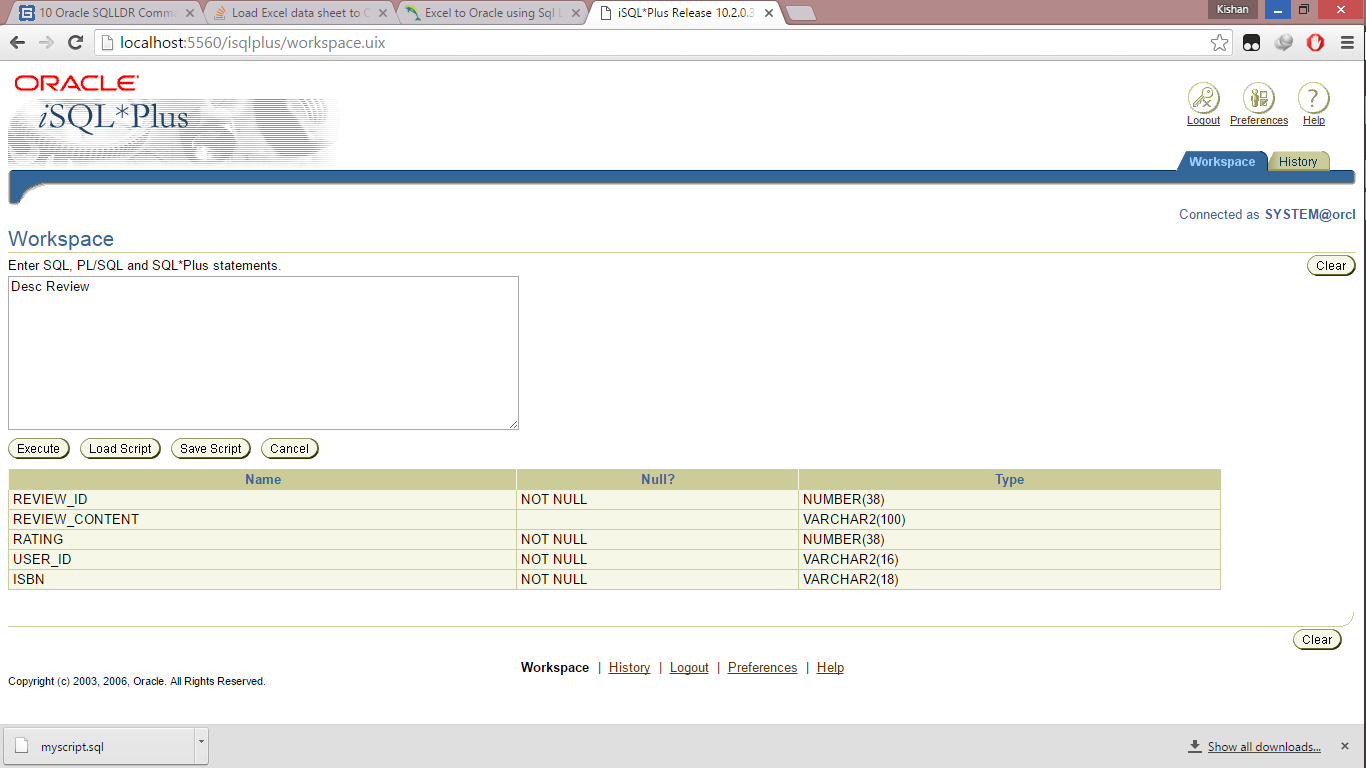 10 Oracle SQLLDR Comma
Load Excel data sheet to O
Excel to Oracle using Sql L
iSQL*Plus Release 10.2.0.3
Kishan
localhost:5560/isqlplus/workspace.uix
ORACLE
iSQL*Plus
Logout Preferences Help
Workspace History
Connected as SYSTEM@orcl
Workspace
Enter SQL, PL/SQL and SQL*Plus statements.
Clear
Desc Review
Execute Load Script Save Script Cancel
Name Null? Type
REVIEW_ID NOT NULL NUMBER(38)
REVIEW_CONTENT VARCHAR2(100)
RATING NOT NULL NUMBER(38)
USER_ID NOT NULL VARCHAR2(16)
ISBN NOT NULL VARCHAR2(18)
Clear
Workspace | History | Logout | Preferences | Help
Copyright (c) 2003, 2006, Oracle. All Rights Reserved.
myscript.sql
Show all downloads...